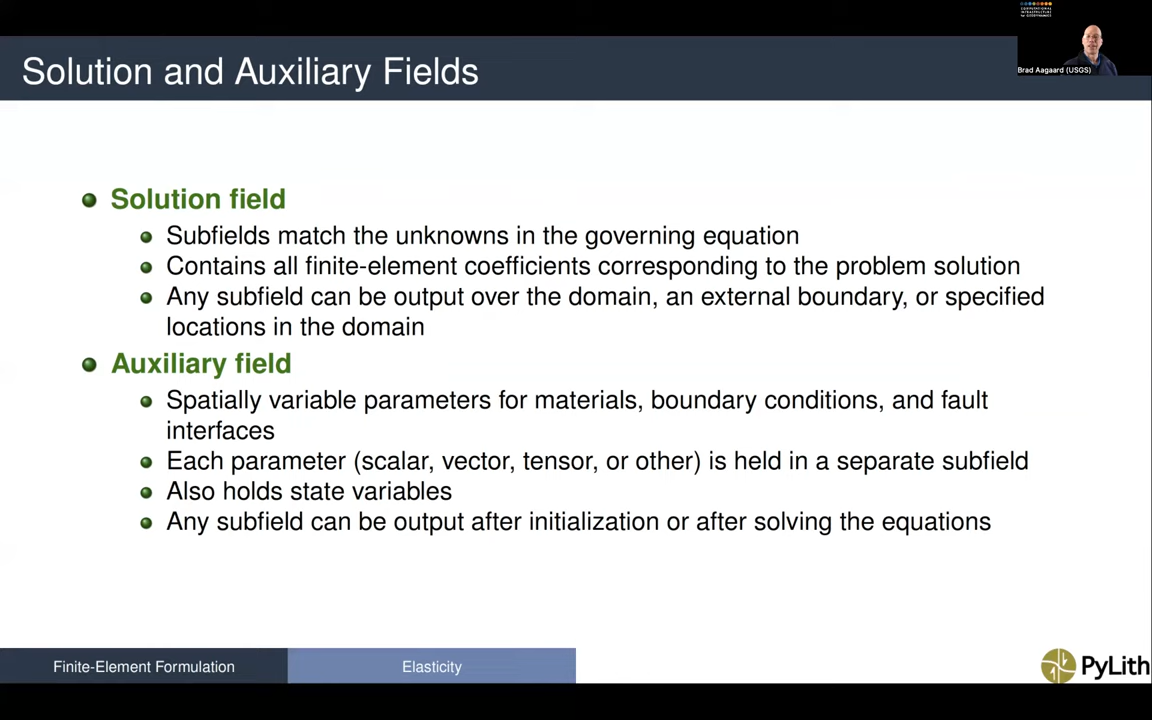 COMPUTATIONAL
INFRASTRUCTURE
for GEODYNAMICS
Solution and Auxiliary Fields
Brad Aagaard (USGS)
Solution field
Subfields match the unknowns in the governing equation
Contains all finite-element coefficients corresponding to the problem solution
Any subfield can be output over the domain, an external boundary, or specified
locations in the domain
Auxiliary field
Spatially variable parameters for materials, boundary conditions, and fault
interfaces
Each parameter (scalar, vector, tensor, or other) is held in a separate subfield
Also holds state variables
Any subfield can be output after initialization or after solving the equations
Finite-Element Formulation
Elasticity
PyLith